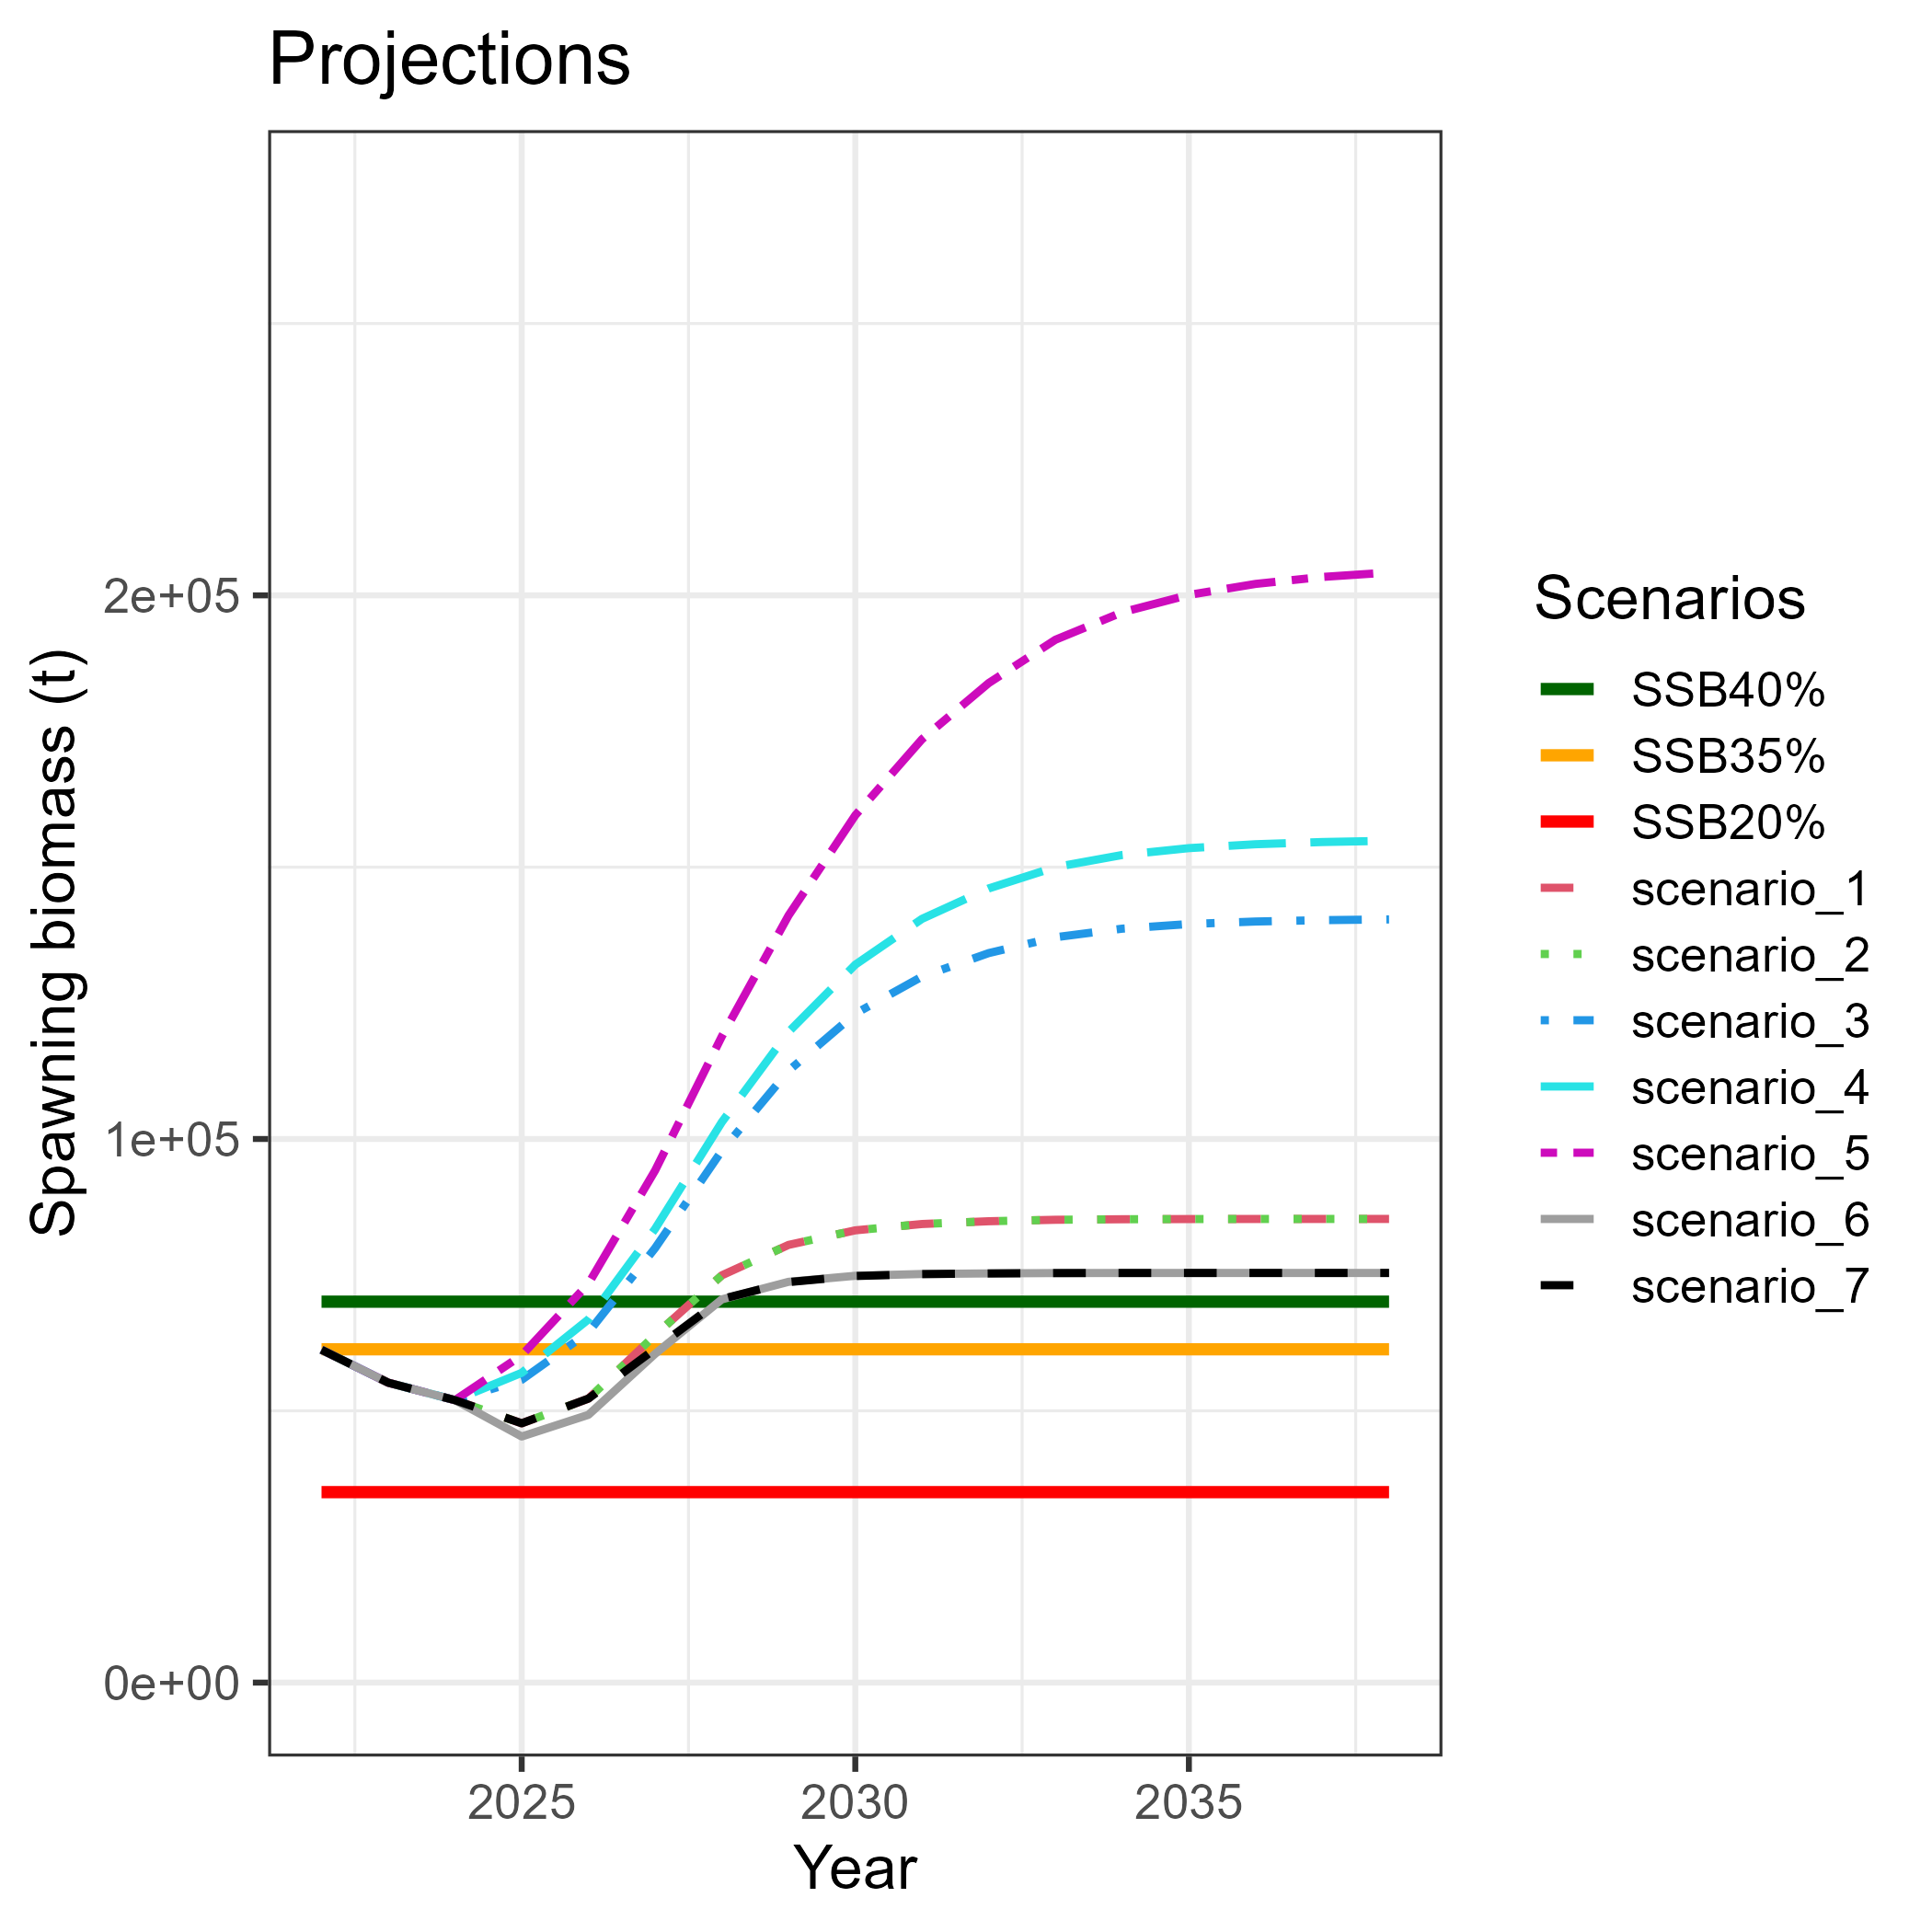 Projections
Spawning biomass (t)
2e+05
1e+05
0e+00
2025
2030
2035
Year
Scenarios
SSB40%
SSB35%
SSB20%
scenario_1
scenario_2
scenario_3
scenario_4
scenario_5
scenario_6
scenario_7